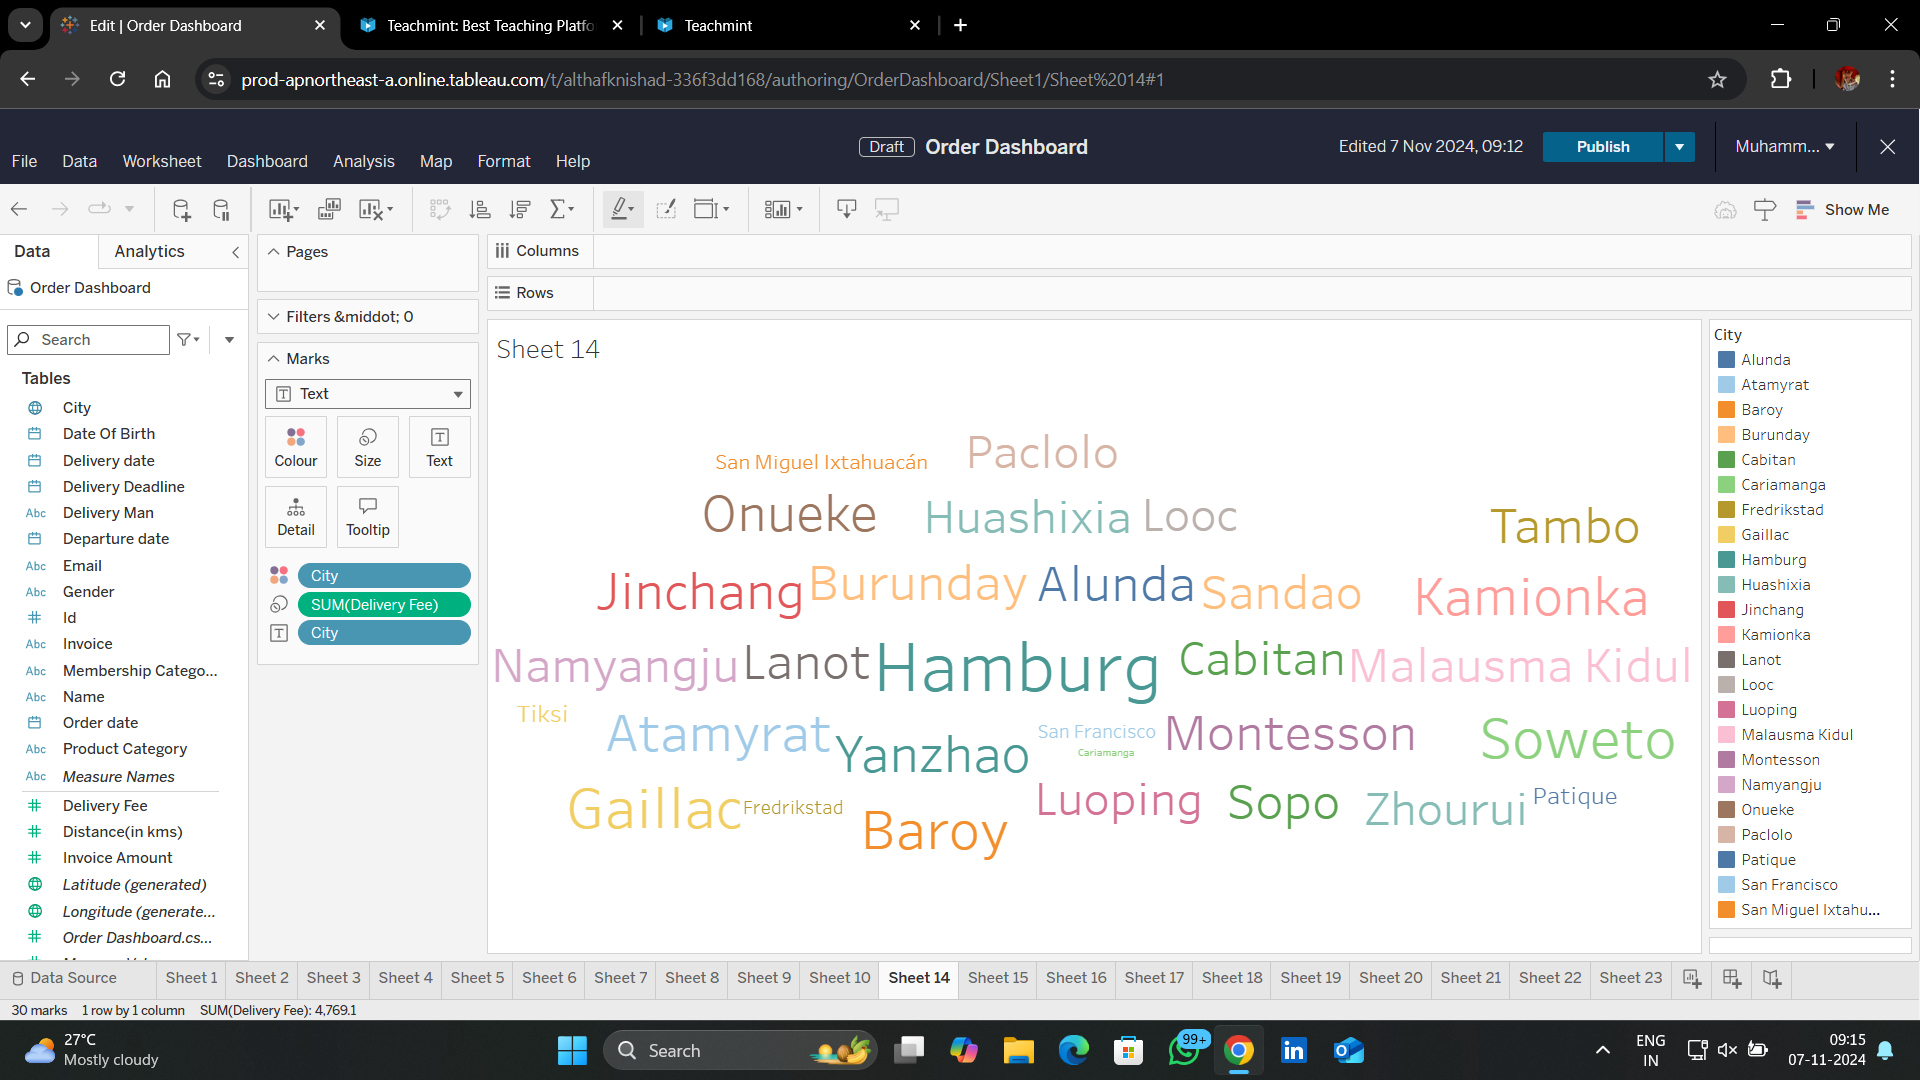 Edit | Order Dashboard
Teachmint: Best Teaching Platfo
Teachmint
prod-apnortheast-a.online.tableau.com/t/althafknishad-336f3dd168/authoring/OrderDashboard/Sheet1/Sheet%2014#1
Draft Order Dashboard
Edited 7 Nov 2024, 09:12
Publish
Muhamm...
File Data Worksheet Dashboard Analysis Map Format Help
Show Me
Data Analytics
Order Dashboard
Search
Tables
City
Date Of Birth
Delivery date
Delivery Deadline
Abc Delivery Man
Departure date
Abc Email
Abc Gender
Id
Abc Invoice
Abc Membership Catego...
Abc Name
Order date
Abc Product Category
Abc Measure Names
Delivery Fee
Distance(in kms)
Invoice Amount
Latitude (generated)
Longitude (generate...
Order Dashboard.cs...
Pages
Filters &middot; 0
Marks
Text
Colour Size Text
Detail Tooltip
City
SUM(Delivery Fee)
City
Columns
Rows
Sheet 14
San Miguel Ixtahuacán Paclolo
Onueke Huashixia Looc Tambo
Jinchang Burunday Alunda Sandao Kamionka
Namyangju Lanot Hamburg Cabitan Malausma Kidul
Tiksi
Atamyrat Yanzhao San Francisco Montesson Soweto
Cariamanga
Gaillac Fredrikstad Baroy Luoping Sopo Zhourui Patique
City
Alunda
Atamyrat
Baroy
Burunday
Cabitan
Cariamanga
Fredrikstad
Gaillac
Hamburg
Huashixia
Jinchang
Kamionka
Lanot
Looc
Luoping
Malausma Kidul
Montesson
Namyangju
Onueke
Paclolo
Patique
San Francisco
San Miguel Ixtahu...
Data Source Sheet 1 Sheet 2 Sheet 3 Sheet 4 Sheet 5 Sheet 6 Sheet 7 Sheet 8 Sheet 9 Sheet 10 Sheet 14 Sheet 15 Sheet 16 Sheet 17 Sheet 18 Sheet 19 Sheet 20 Sheet 21 Sheet 22 Sheet 23
30 marks 1 row by 1 column SUM(Delivery Fee): 4,769.1
27°C
Mostly cloudy
Search
99+
ENG
IN
09:15
07-11-2024